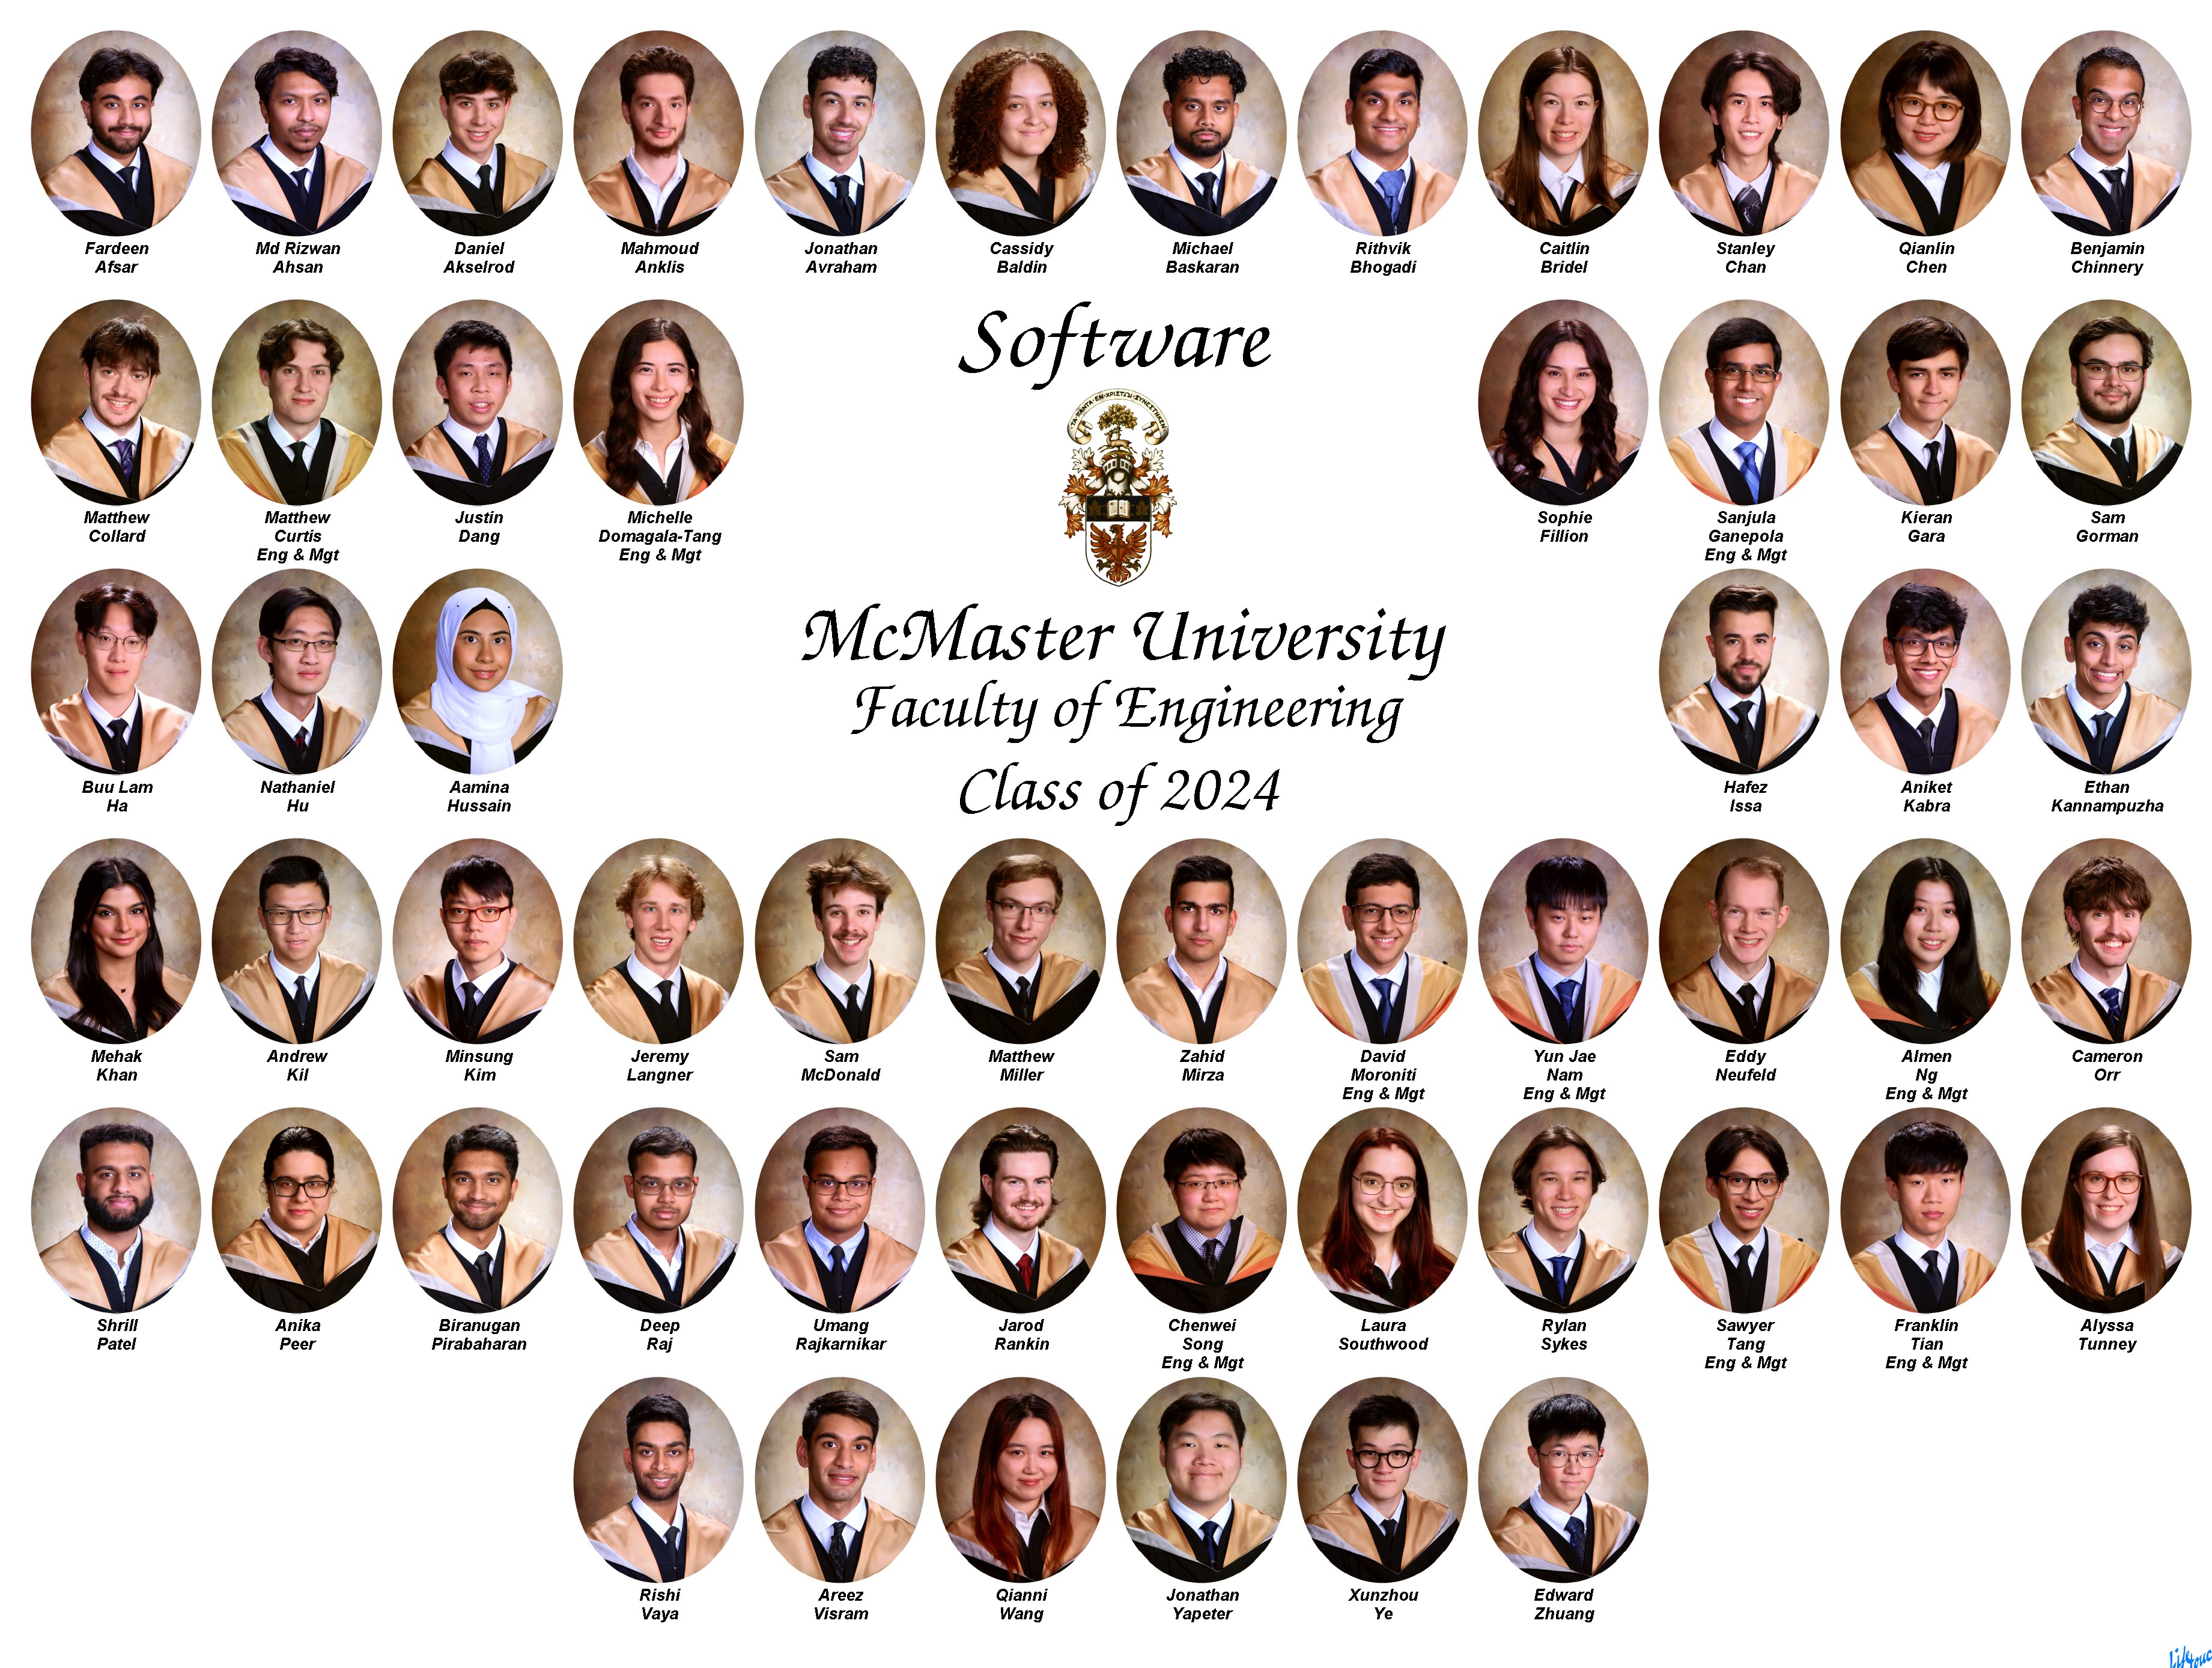 Fardeen
Afsar
Md Rizwan
Ahsan
Daniel
Akselrod
Mahmoud
Anklis
Jonathan
Avraham
Cassidy
Baldin
Michael
Baskaran
Rithvik
Bhogadi
Caitlin
Bridel
Stanley
Chan
Qianlin
Chen
Benjamin
Chinnery
Software
ΤΑ ΠΑΝΤΑ ΕΝ ΧΡΙΣΤΩΙ ΣΥΝΕΣΤΗΚΕΝ
Matthew
Collard
Matthew
Curtis
Eng & Mgt
Justin
Dang
Michelle
Domagala-Tang
Eng & Mgt
Sophie
Fillion
Sanjula
Ganepola
Eng & Mgt
Kieran
Gara
Sam
Gorman
McMaster University
Faculty of Engineering
Class of 2024
Buu Lam
Ha
Nathaniel
Hu
Aamina
Hussain
Hafez
Issa
Aniket
Kabra
Ethan
Kannampuzha
Mehak
Khan
Andrew
Kil
Minsung
Kim
Jeremy
Langner
Sam
McDonald
Matthew
Miller
Zahid
Mirza
David
Moroniti
Eng & Mgt
Yun Jae
Nam
Eng & Mgt
Eddy
Neufeld
Almen
Ng
Eng & Mgt
Cameron
Orr
Shrill
Patel
Anika
Peer
Biranugan
Pirabaharan
Deep
Raj
Umang
Rajkarnikar
Jarod
Rankin
Chenwei
Song
Eng & Mgt
Laura
Southwood
Rylan
Sykes
Sawyer
Tang
Eng & Mgt
Franklin
Tian
Eng & Mgt
Alyssa
Tunney
Rishi
Vaya
Areez
Visram
Qianni
Wang
Jonathan
Yapeter
Xunzhou
Ye
Edward
Zhuang